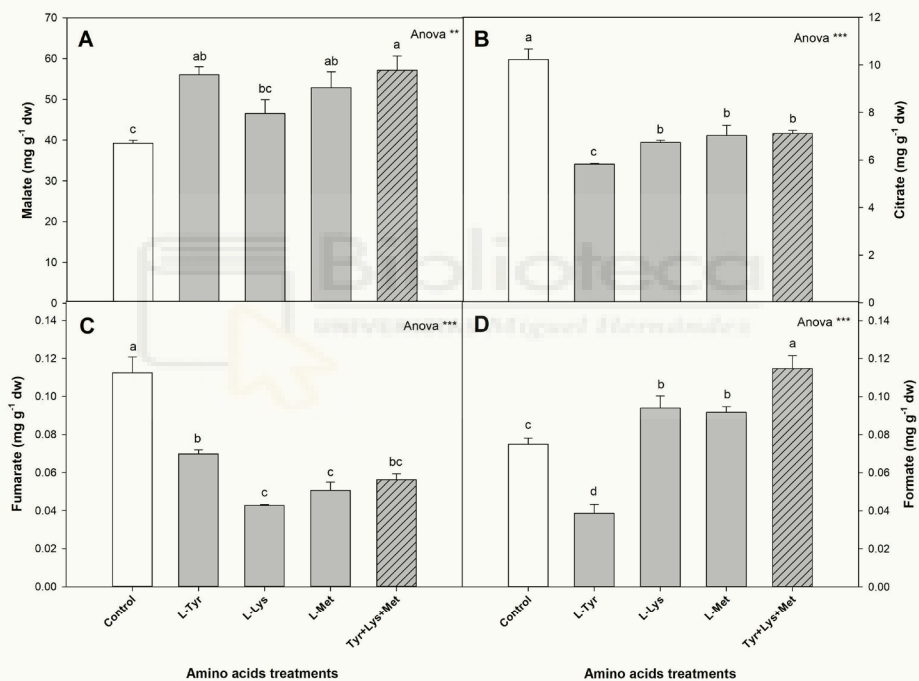 A
Anova **
Malate (mg g-1 dw)
70
60
50
40
30
20
10
0
c
ab
bc
ab
a
B
Anova ***
Citrate (mg g-1 dw)
12
10
8
6
4
2
0
a
c
b
b
b
Biblioteca
UNIVERSITAS Miguel Hernández
C
Anova ***
Fumarate (mg g-1 dw)
0.14
0.12
0.10
0.08
0.06
0.04
0.02
0.00
a
b
c
c
bc
Control
L-Tyr
L-Lys
L-Met
Tyr+Lys+Met
Amino acids treatments
D
Anova ***
Formate (mg g-1 dw)
0.14
0.12
0.10
0.08
0.06
0.04
0.02
0.00
c
d
b
b
a
Control
L-Tyr
L-Lys
L-Met
Tyr+Lys+Met
Amino acids treatments